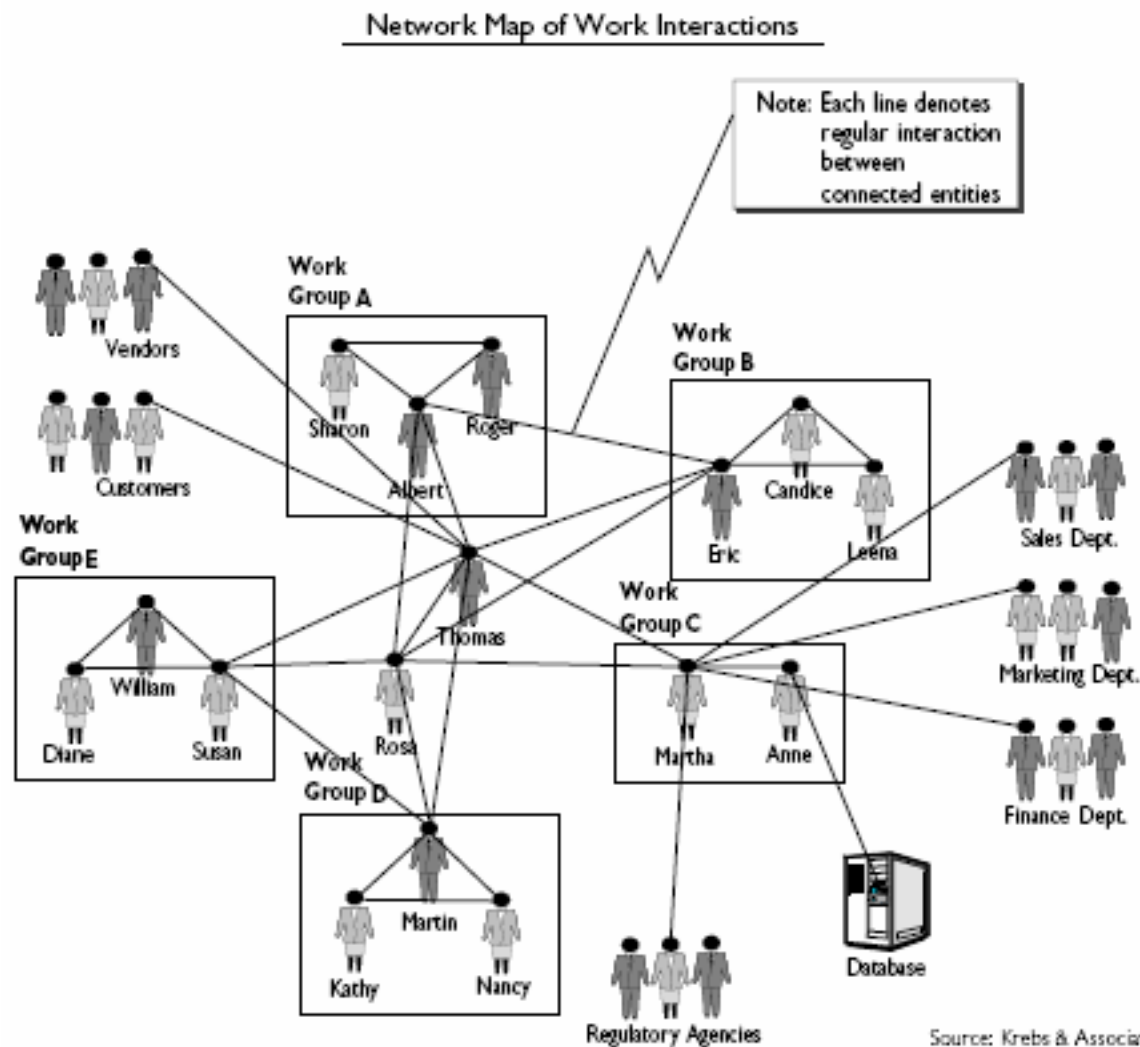 Network Map of Work Interactions
Note: Each line denotes
regular interaction
between
connected entities
Work
Group A
Vendors
Sharon
Roger
Albert
Work
Group B
Candice
Eric
Leena
Customers
Work
Group E
William
Diane
Susan
Thomas
Rosa
Work
Group C
Martha
Anne
Sales Dept.
Marketing Dept.
Finance Dept.
Work
Group D
Martin
Kathy
Nancy
Regulatory Agencies
Database
Source: Krebs &